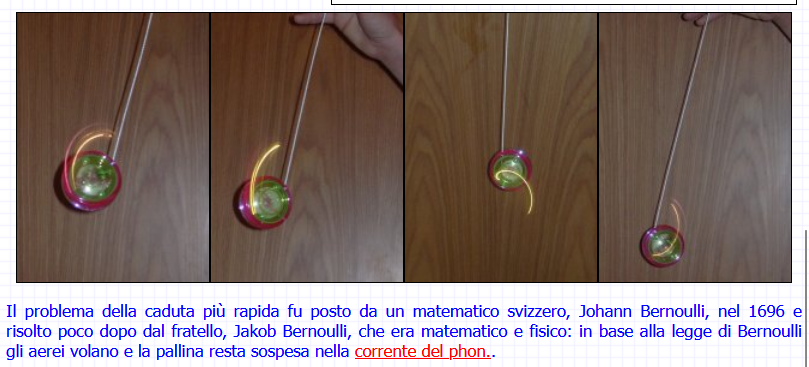 Il problema della caduta più rapida fu posto da un matematico svizzero, Johann Bernoulli, nel 1696 e
risolto poco dopo dal fratello, Jakob Bernoulli, che era matematico e fisico: in base alla legge di Bernoulli
gli aerei volano e la pallina resta sospesa nella corrente del phon..